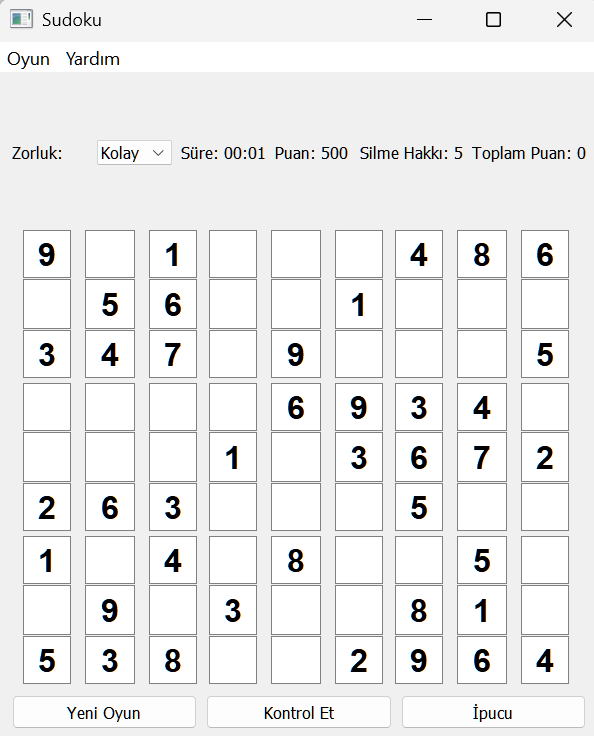 Sudoku
Oyun Yardım
Zorluk: Kolay Süre: 00:01 Puan: 500 Silme Hakkı: 5 Toplam Puan: 0
9 1 4 8 6
5 6 1
3 4 7 9 5
6 9 3 4
1 3 6 7 2
2 6 3 5
1 4 8 5
9 3 8 1
5 3 8 2 9 6 4
Yeni Oyun Kontrol Et İpucu